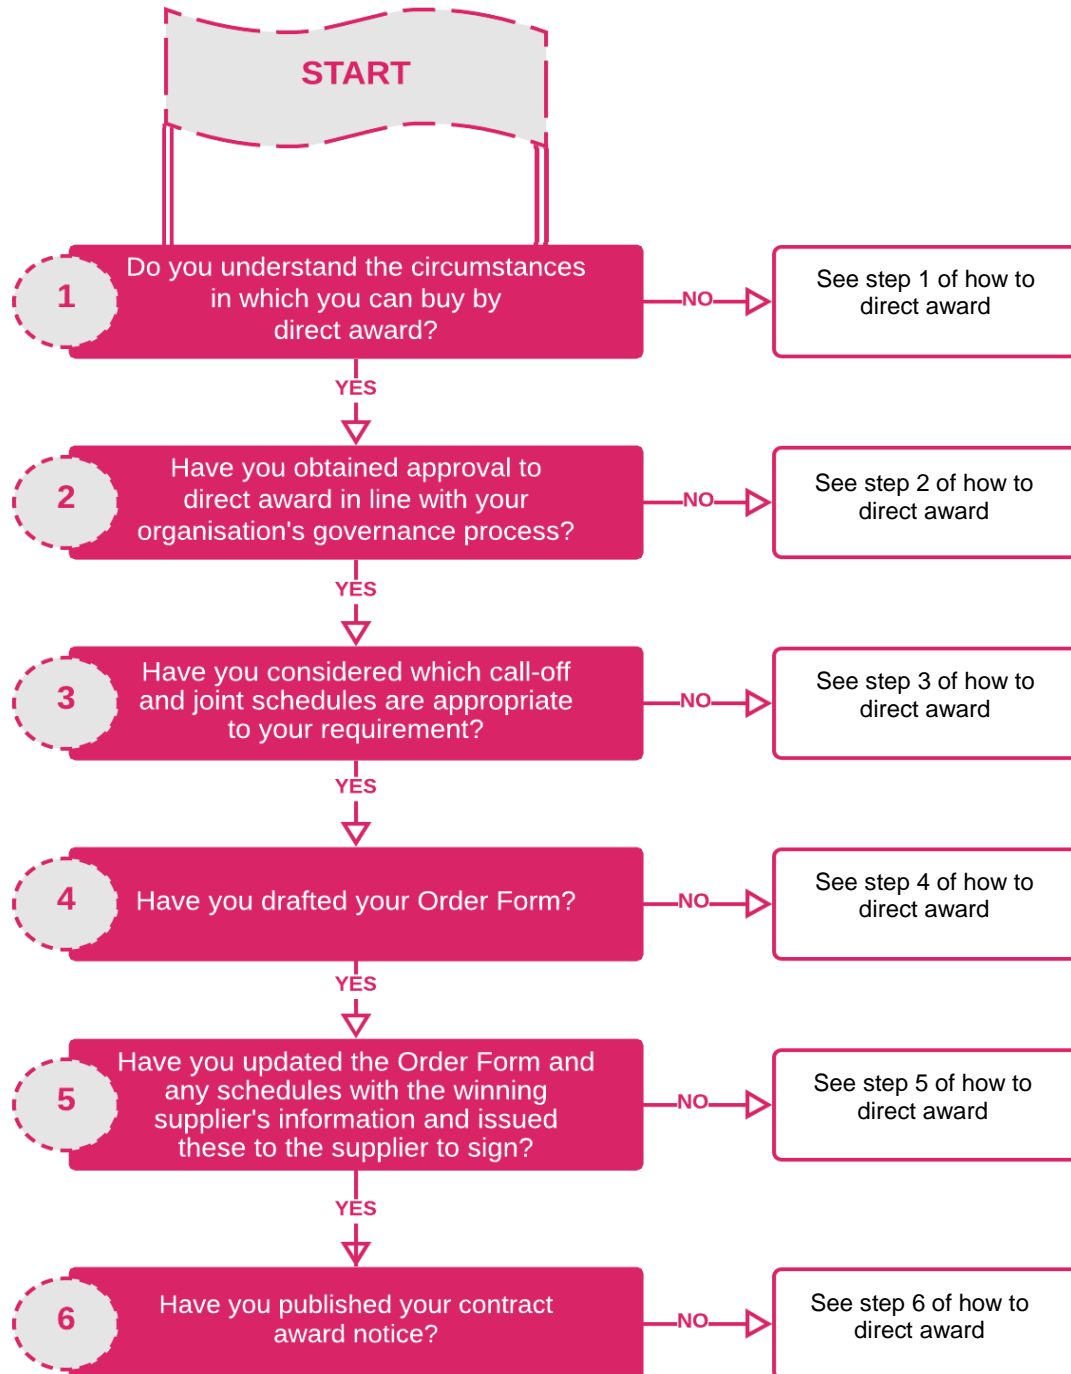 START
1
Do you understand the circumstances
in which you can buy by
direct award?
NO
See step 1 of how to
direct award
YES
2
Have you obtained approval to
direct award in line with your
organisation's governance process?
NO
See step 2 of how to
direct award
YES
3
Have you considered which call-off
and joint schedules are appropriate
to your requirement?
NO
See step 3 of how to
direct award
YES
4
Have you drafted your Order Form?
NO
See step 4 of how to
direct award
YES
5
Have you updated the Order Form and
any schedules with the winning
supplier's information and issued
these to the supplier to sign?
NO
See step 5 of how to
direct award
YES
6
Have you published your contract
award notice?
NO
See step 6 of how to
direct award